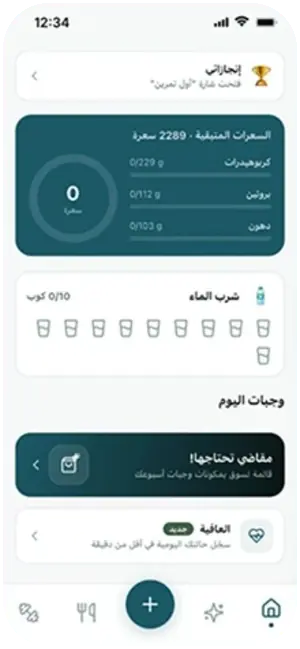 12:34
إنجازاتي
فتحت شارة "أول تمرين"
السعرات المتبقية · 2289 سعرة
كربوهيدرات 0/229 g
بروتين 0/112 g
دهون 0/103 g
0
سعرة
شرب الماء 0/10 كوب
وجبات اليوم
مقاضي تحتاجها!
قائمة تسوق بمكونات وجبات أسبوعك
العافية جديد
سجل حالتك اليومية في أقل من دقيقة